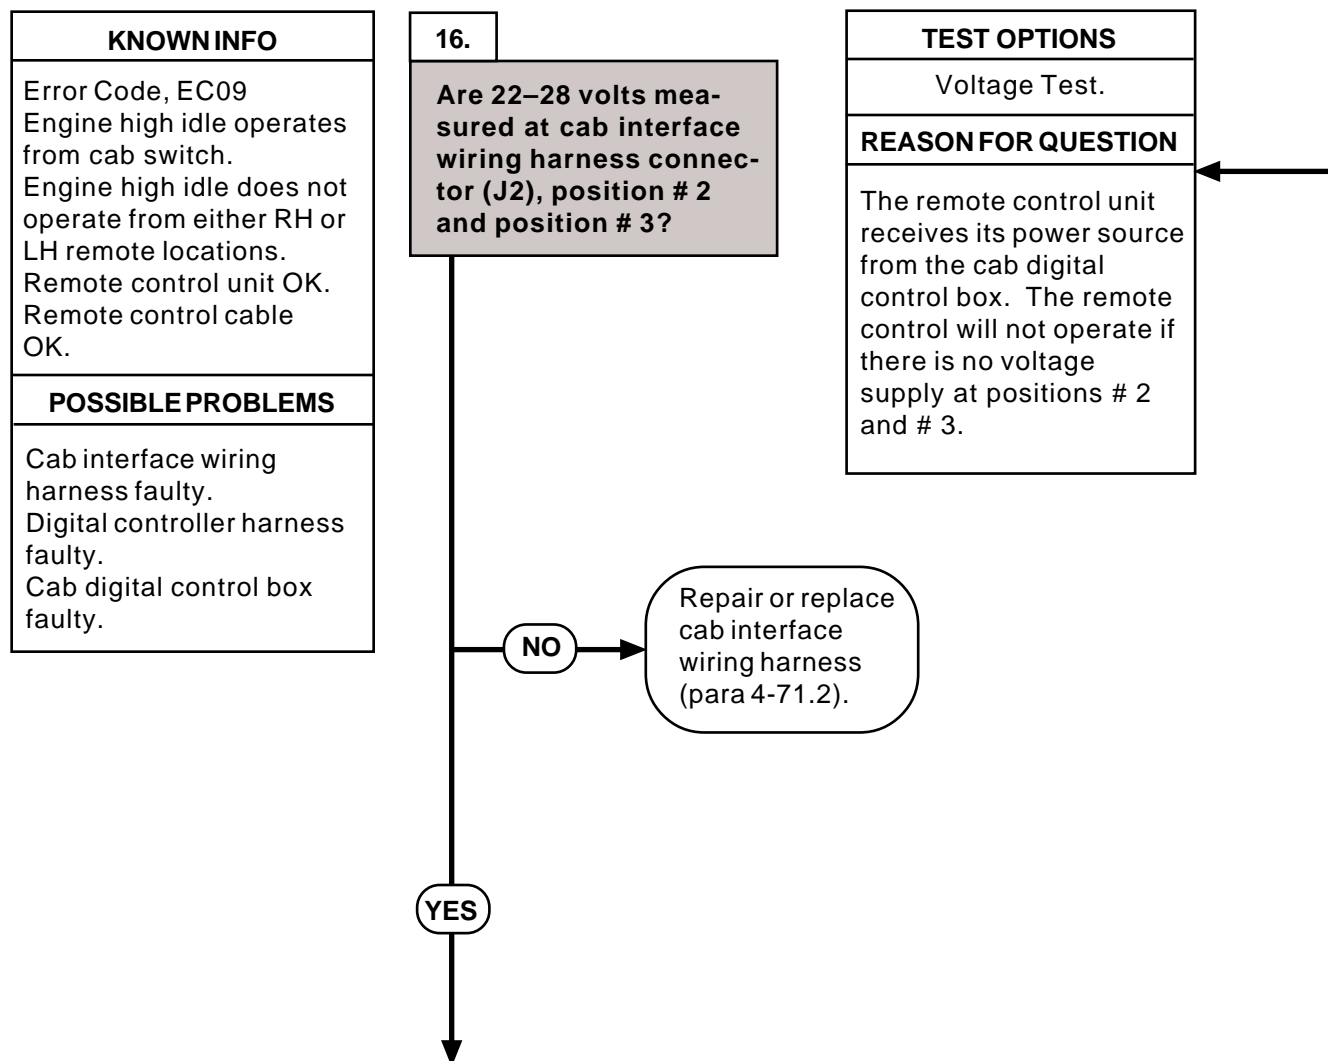 KNOWN INFO
Error Code, EC09
Engine high idle operates
from cab switch.
Engine high idle does not
operate from either RH or
LH remote locations.
Remote control unit OK.
Remote control cable
OK.
POSSIBLE PROBLEMS
Cab interface wiring
harness faulty.
Digital controller harness
faulty.
Cab digital control box
faulty.
16.
Are 22–28 volts mea-
sured at cab interface
wiring harness connec-
tor (J2), position # 2
and position # 3?
TEST OPTIONS
Voltage Test.
REASON FOR QUESTION
The remote control unit
receives its power source
from the cab digital
control box.  The remote
control will not operate if
there is no voltage
supply at positions # 2
and # 3.
NO
Repair or replace
cab interface
wiring harness
(para 4-71.2).
YES